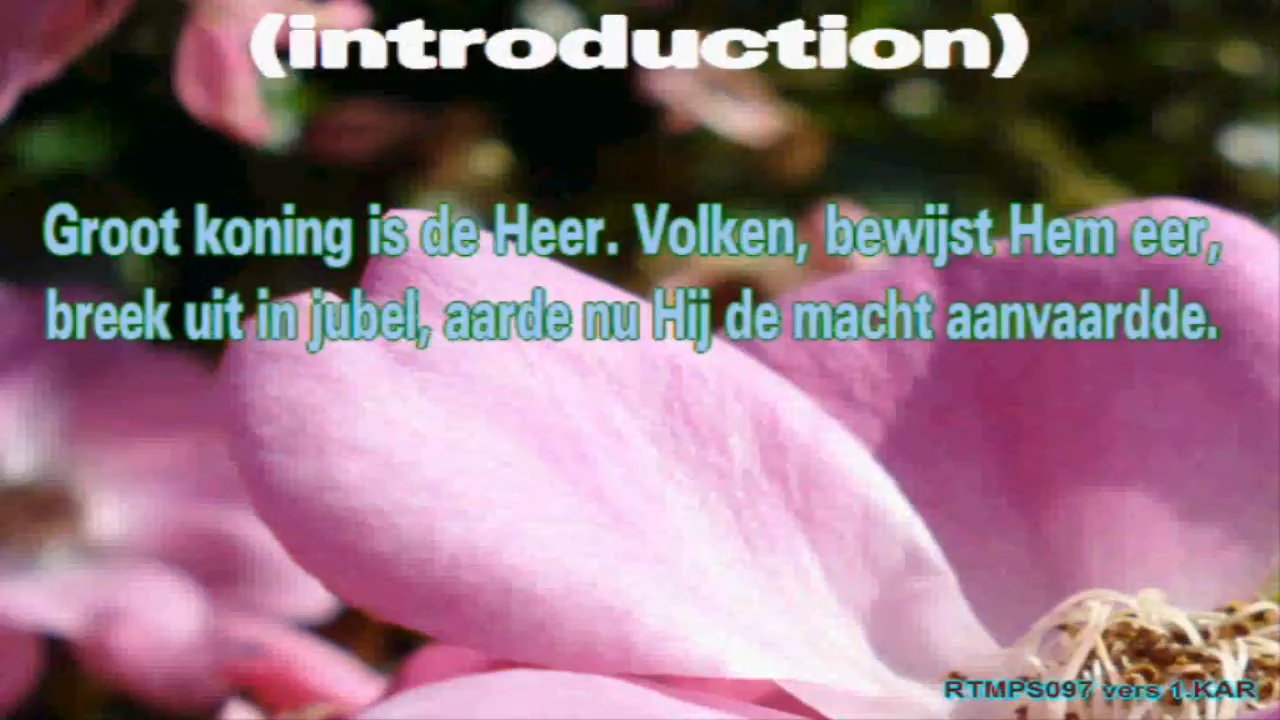 (introduction)
Groot koning is de Heer. Volken, bewijst Hem eer,
breek uit in jubel, aarde nu Hij de macht aanvaardde.
RTMPS097 vers 1.KAR